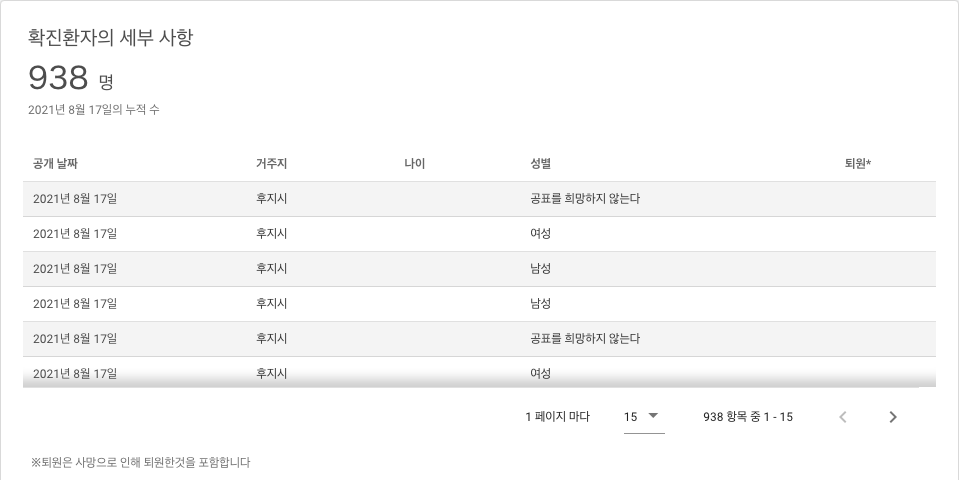 확진환자의 세부 사항
938 명
2021년 8월 17일의 누적 수
공개 날짜 거주지 나이 성별 퇴원*
2021년 8월 17일 후지시 공표를 희망하지 않는다
2021년 8월 17일 후지시 여성
2021년 8월 17일 후지시 남성
2021년 8월 17일 후지시 남성
2021년 8월 17일 후지시 공표를 희망하지 않는다
2021년 8월 17일 후지시 여성
1 페이지 마다 15 938 항목 중 1 - 15
※퇴원은 사망으로 인해 퇴원한것을 포함합니다